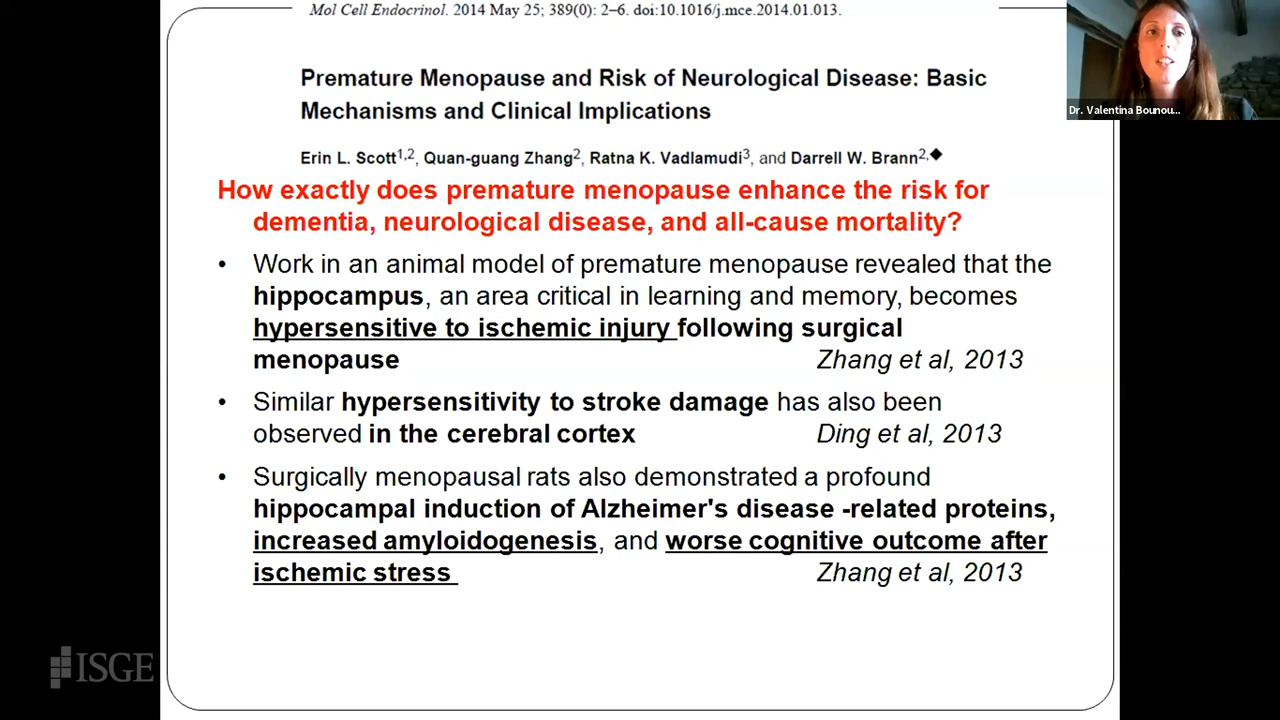 Mol Cell Endocrinol. 2014 May 25; 389(0): 2–6. doi:10.1016/j.mce.2014.01.013.
Premature Menopause and Risk of Neurological Disease: Basic
Mechanisms and Clinical Implications
Erin L. Scott1,2, Quan-guang Zhang2, Ratna K. Vadlamudi3, and Darrell W. Brann2,◆
How exactly does premature menopause enhance the risk for
dementia, neurological disease, and all-cause mortality?
• Work in an animal model of premature menopause revealed that the
hippocampus, an area critical in learning and memory, becomes
hypersensitive to ischemic injury following surgical
menopause Zhang et al, 2013
• Similar hypersensitivity to stroke damage has also been
observed in the cerebral cortex Ding et al, 2013
• Surgically menopausal rats also demonstrated a profound
hippocampal induction of Alzheimer's disease -related proteins,
increased amyloidogenesis, and worse cognitive outcome after
ischemic stress Zhang et al, 2013
Dr. Valentina Bounou...
ISGE